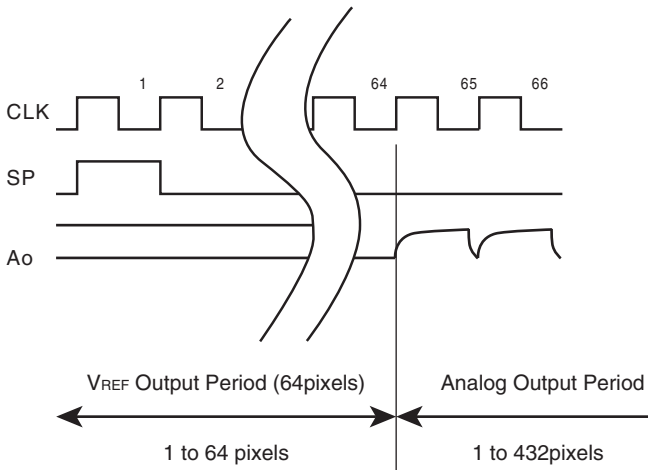 1 2 64 65 66
CLK
SP
Ao
VREF Output Period (64pixels) Analog Output Period
1 to 64 pixels 1 to 432pixels